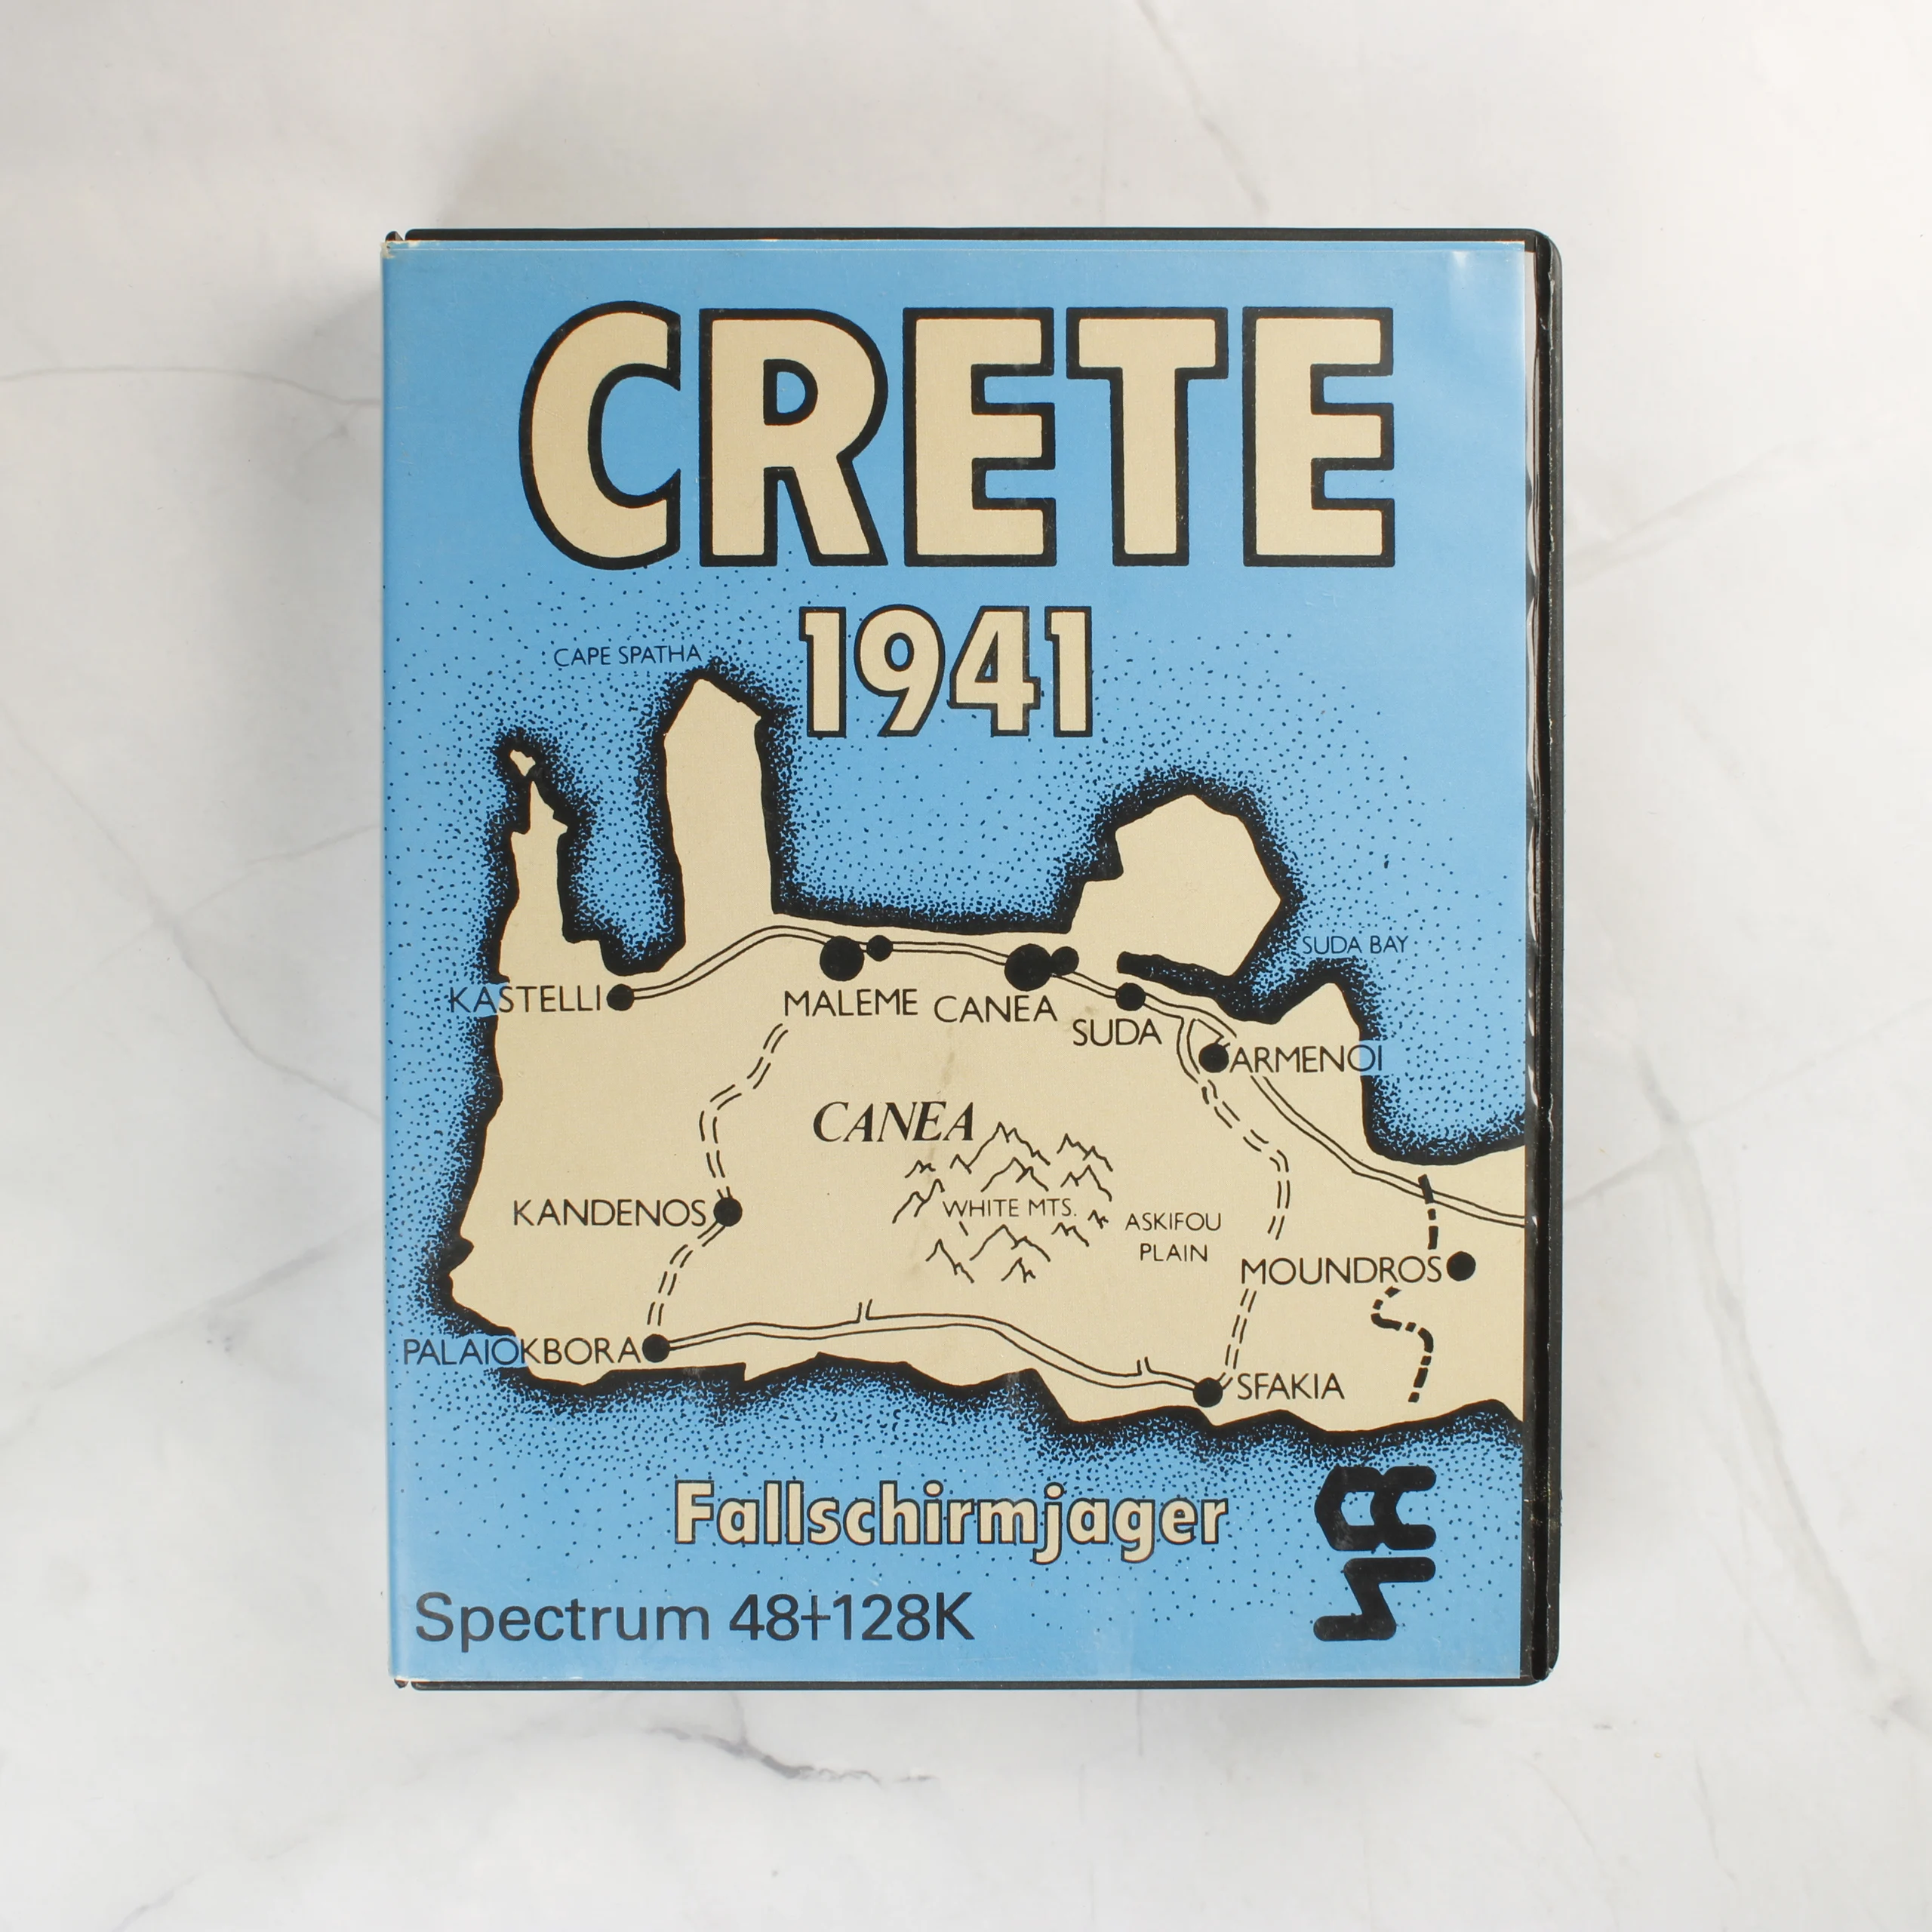 CRETE
1941
CAPE SPATHA
SUDA BAY
KASTELLI
MALEME
CANEA
SUDA
ARMENOI
CANEA
WHITE MTS.
ASKIFOU
PLAIN
KANDENOS
MOUNDROS
PALAIOKBORA
SFAKIA
Fallschirmjager
Spectrum 48+128K